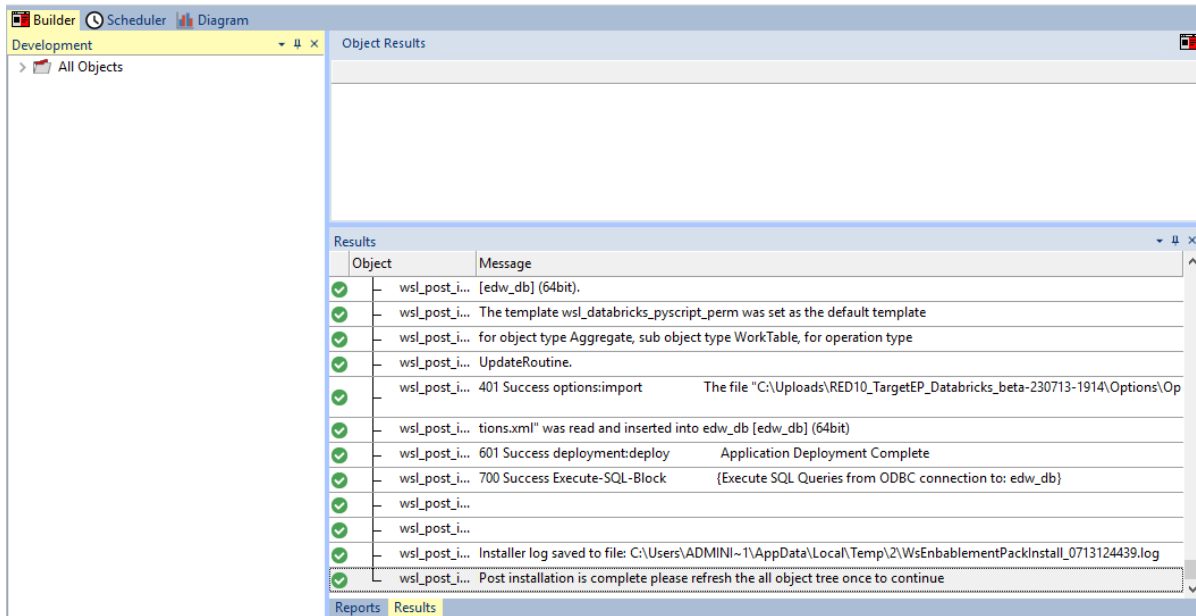 Builder Scheduler Diagram
Development
All Objects
Object Results
Results
Object Message
wsl_post_i... [edw_db] (64bit).
wsl_post_i... The template wsl_databricks_pyscript_perm was set as the default template
wsl_post_i... for object type Aggregate, sub object type WorkTable, for operation type
wsl_post_i... UpdateRoutine.
wsl_post_i... 401 Success options:import The file "C:\Uploads\RED10_TargetEP_Databricks_beta-230713-1914\Options\Op
wsl_post_i... tions.xml" was read and inserted into edw_db [edw_db] (64bit)
wsl_post_i... 601 Success deployment:deploy Application Deployment Complete
wsl_post_i... 700 Success Execute-SQL-Block {Execute SQL Queries from ODBC connection to: edw_db}
wsl_post_i...
wsl_post_i...
wsl_post_i... Installer log saved to file: C:\Users\ADMINI~1\AppData\Local\Temp\2\WsEnbablementPackInstall_0713124439.log
wsl_post_i... Post installation is complete please refresh the all object tree once to continue
Reports Results